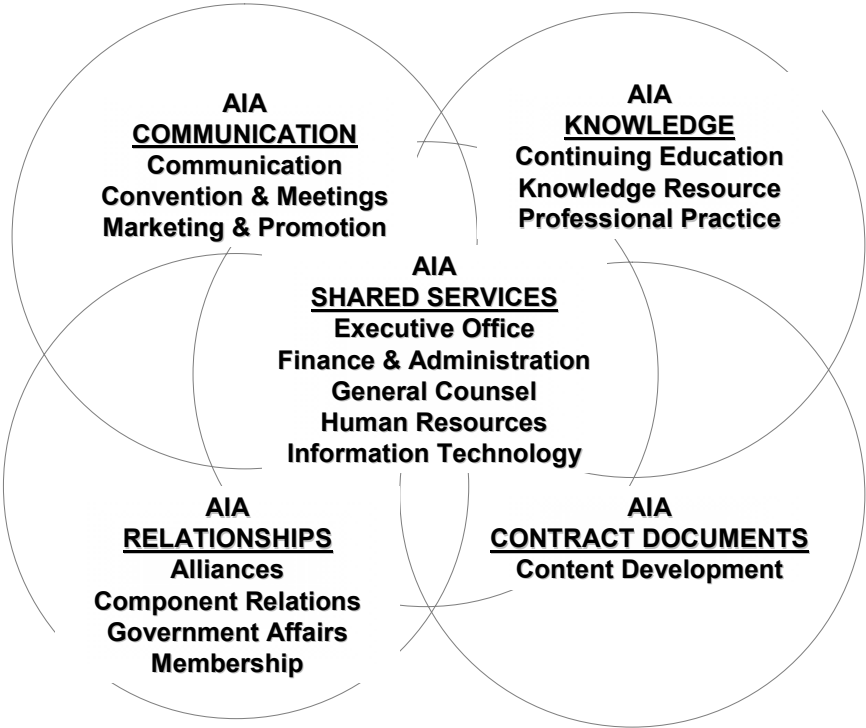 AIA
COMMUNICATION
Communication
Convention & Meetings
Marketing & Promotion
AIA
KNOWLEDGE
Continuing Education
Knowledge Resource
Professional Practice
AIA
SHARED SERVICES
Executive Office
Finance & Administration
General Counsel
Human Resources
Information Technology
AIA
RELATIONSHIPS
Alliances
Component Relations
Government Affairs
Membership
AIA
CONTRACT DOCUMENTS
Content Development